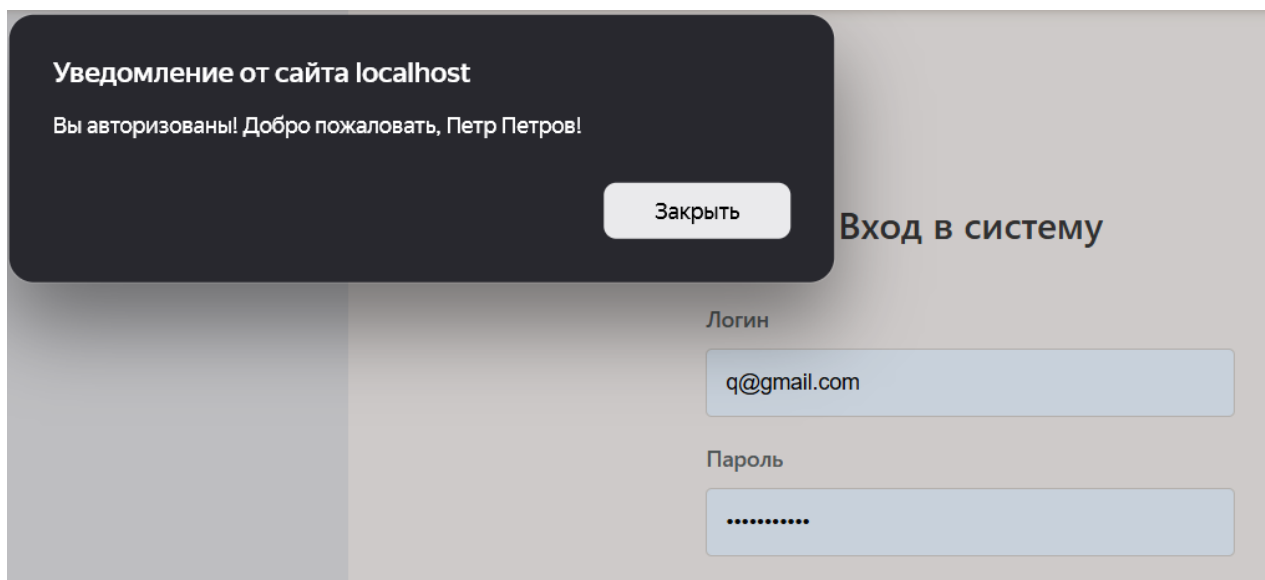 Уведомление от сайта localhost
Вы авторизованы! Добро пожаловать, Петр Петров!
Закрыть
Вход в систему
Логин
q@gmail.com
Пароль
•••••••••••